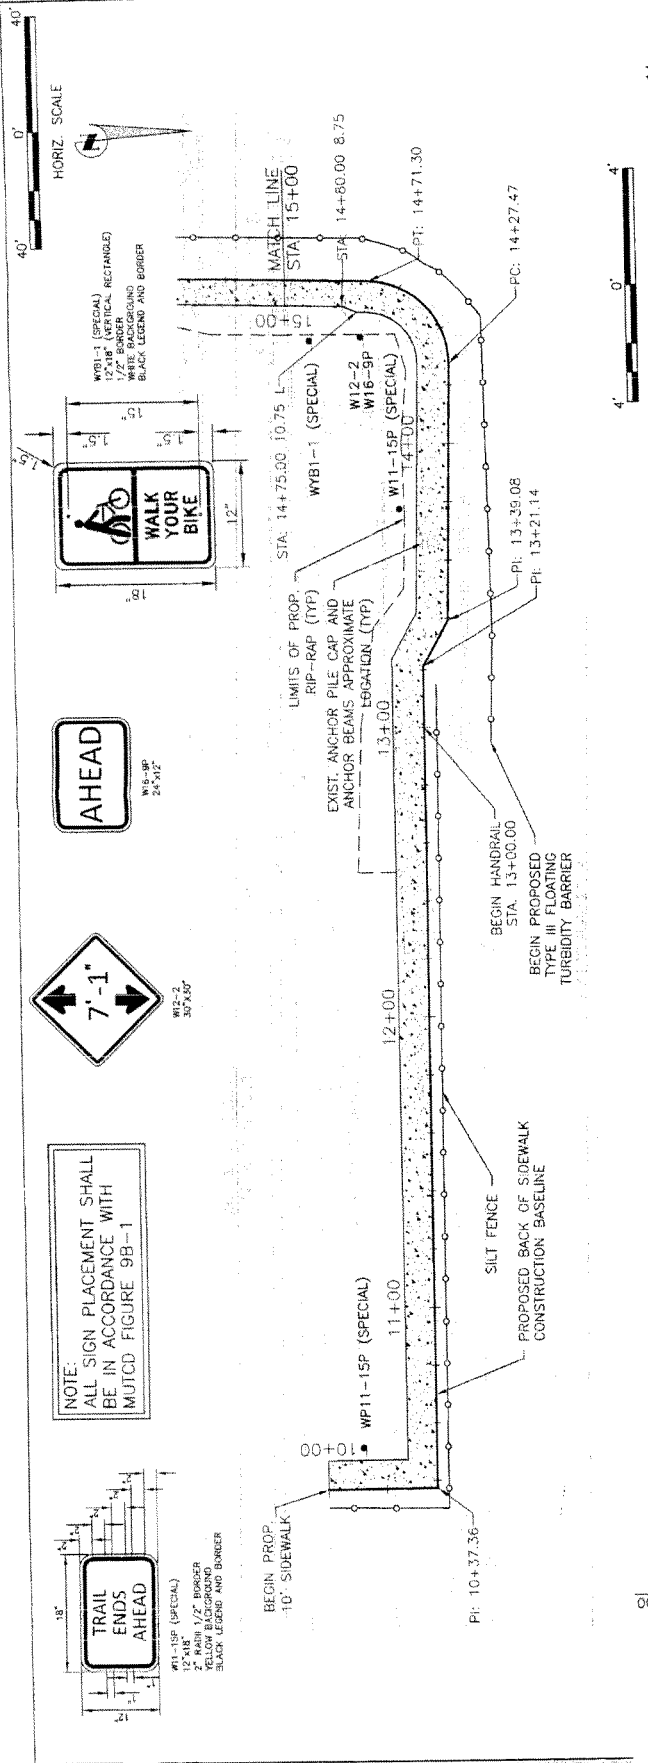 TRAIL
ENDS
AHEAD
18"
12"
W11-15P (SPECIAL)
12"x18"
2" RADII 1/2" BORDER
YELLOW BACKGROUND
BLACK LEGEND AND BORDER
NOTE:
ALL SIGN PLACEMENT SHALL
BE IN ACCORDANCE WITH
MUTCD FIGURE 9B-1
7'-1"
W12-2
30"x30"
AHEAD
W16-9P
24"x12"
WALK
YOUR
BIKE
18"
12"
15"
1.5"
1.5"
1.5"
WYB1-1 (SPECIAL)
12"x18" (VERTICAL RECTANGLE)
1/2" BORDER
WHITE BACKGROUND
BLACK LEGEND AND BORDER
40'
0'
40'
HORIZ. SCALE
N
BEGIN PROP.
10' SIDEWALK
10+00
WP11-15P (SPECIAL)
PI: 10+37.36
11+00
12+00
13+00
14+00
15+00
SILT FENCE
PROPOSED BACK OF SIDEWALK
CONSTRUCTION BASELINE
BEGIN HANDRAIL
STA. 13+00.00
BEGIN PROPOSED
TYPE III FLOATING
TURBIDITY BARRIER
LIMITS OF PROP.
RIP-RAP (TYP)
EXIST. ANCHOR PILE CAP AND
ANCHOR BEAMS APPROXIMATE
LOCATION (TYP)
STA: 14+75.00 10.75 L
WYB1-1 (SPECIAL)
W12-2
W16-9P
W11-15P (SPECIAL)
MATCH LINE
STA. 15+00
STA: 14+80.00 8.75
PT: 14+71.30
PC: 14+27.47
PI: 13+39.08
PI: 13+21.14
4'
0'
4'